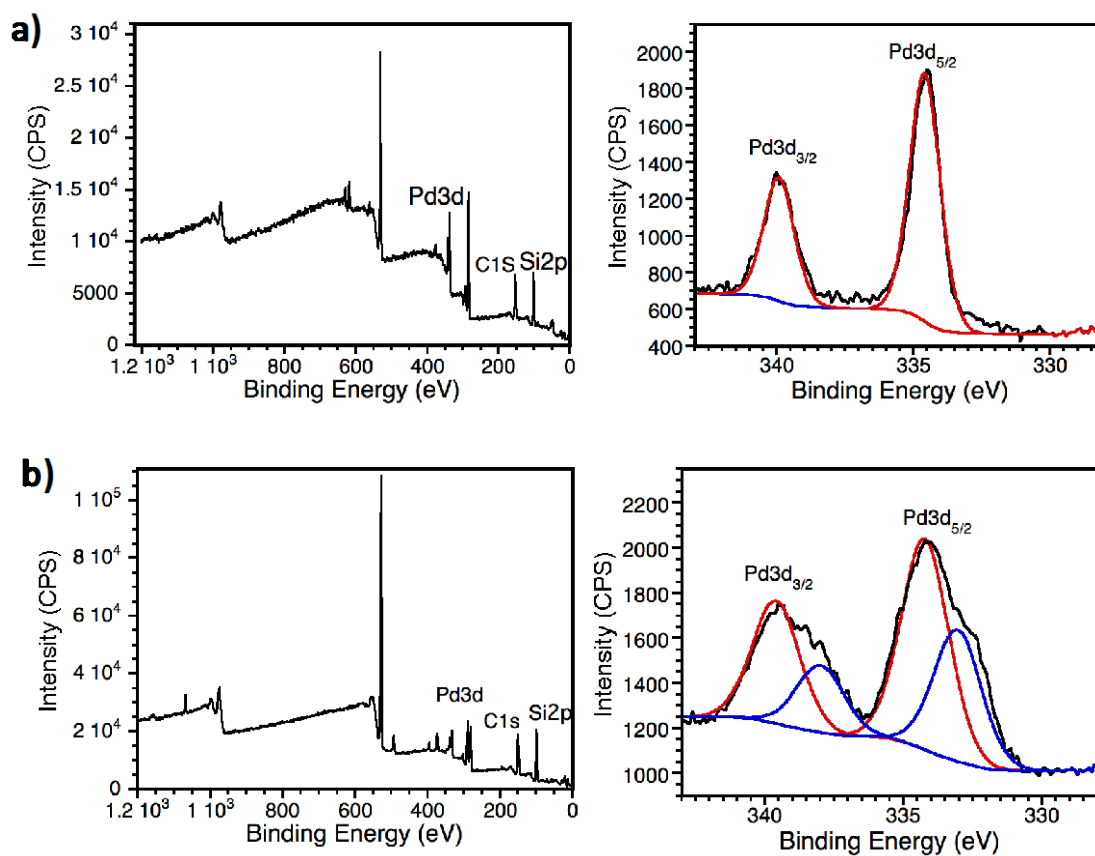 a)
3 10⁴
2.5 10⁴
2 10⁴
1.5 10⁴
1 10⁴
5000
0
Intensity (CPS)
Pd3d
C1S
Si2p
1.2 10³
1 10³
800
600
400
200
0
Binding Energy (eV)
2000
1800
1600
1400
1200
1000
800
600
400
Intensity (CPS)
Pd3d₃/₂
Pd3d₅/₂
340
335
330
Binding Energy (eV)
b)
1 10⁵
8 10⁴
6 10⁴
4 10⁴
2 10⁴
0
Intensity (CPS)
Pd3d
C1s
Si2p
1.2 10³
1 10³
800
600
400
200
0
Binding Energy (eV)
2200
2000
1800
1600
1400
1200
1000
Intensity (CPS)
Pd3d₃/₂
Pd3d₅/₂
340
335
330
Binding Energy (eV)